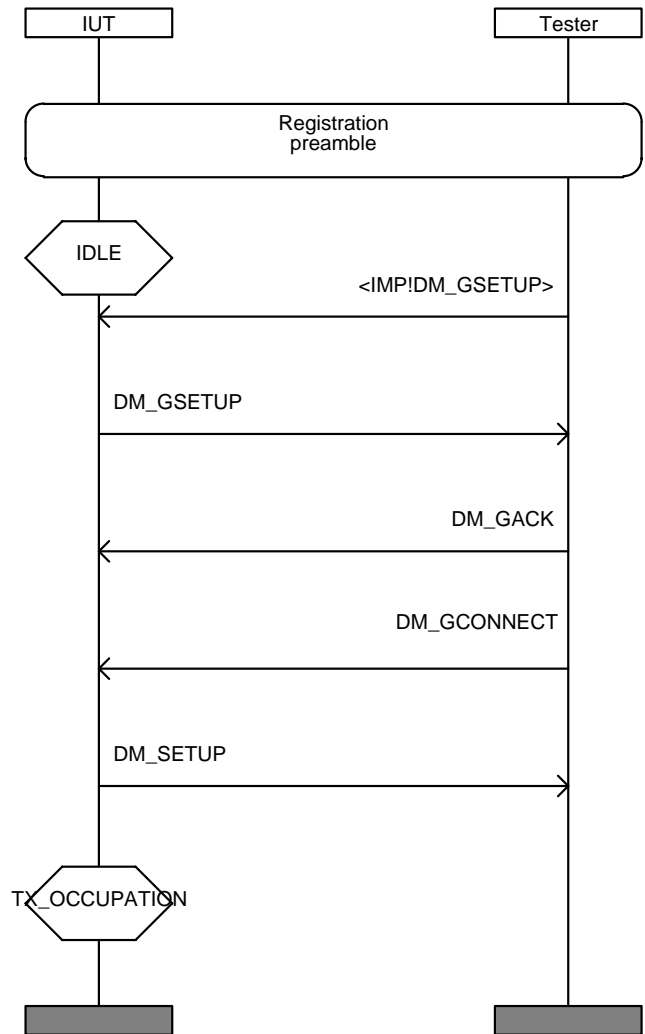 IUT
Tester
Registration
preamble
IDLE
<IMP!DM_GSETUP>
DM_GSETUP
DM_GACK
DM_GCONNECT
DM_SETUP
TX_OCCUPATION